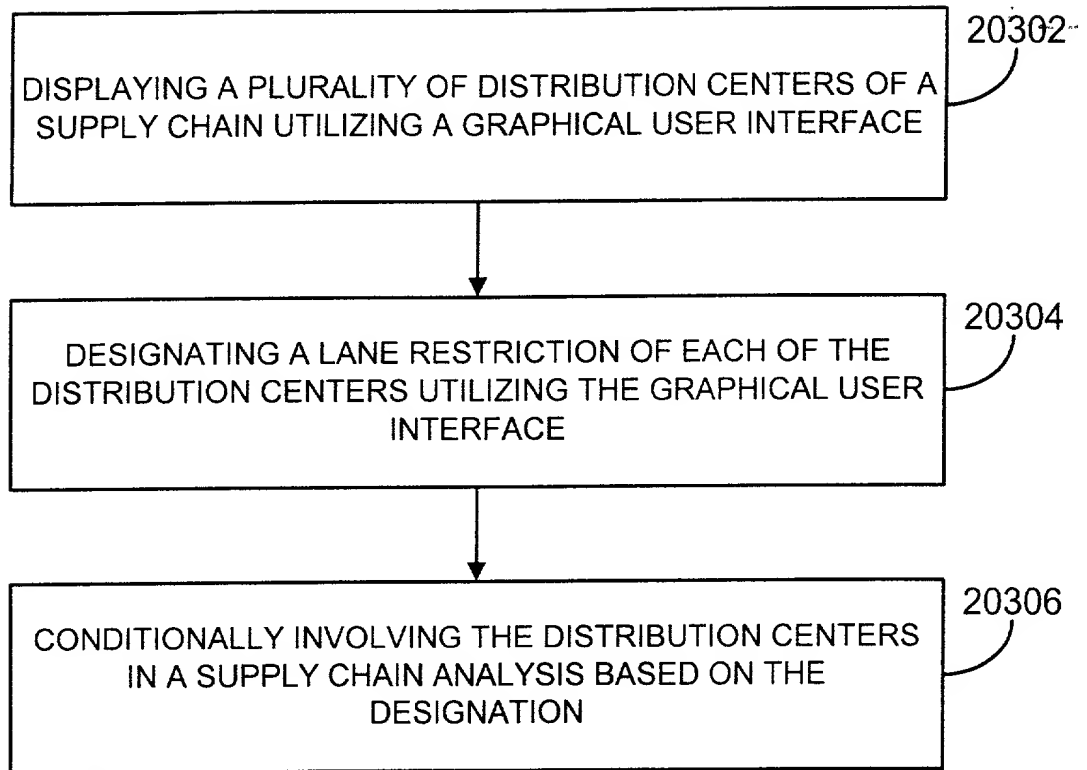 20302
DISPLAYING A PLURALITY OF DISTRIBUTION CENTERS OF A
SUPPLY CHAIN UTILIZING A GRAPHICAL USER INTERFACE
20304
DESIGNATING A LANE RESTRICTION OF EACH OF THE
DISTRIBUTION CENTERS UTILIZING THE GRAPHICAL USER
INTERFACE
20306
CONDITIONALLY INVOLVING THE DISTRIBUTION CENTERS
IN A SUPPLY CHAIN ANALYSIS BASED ON THE
DESIGNATION